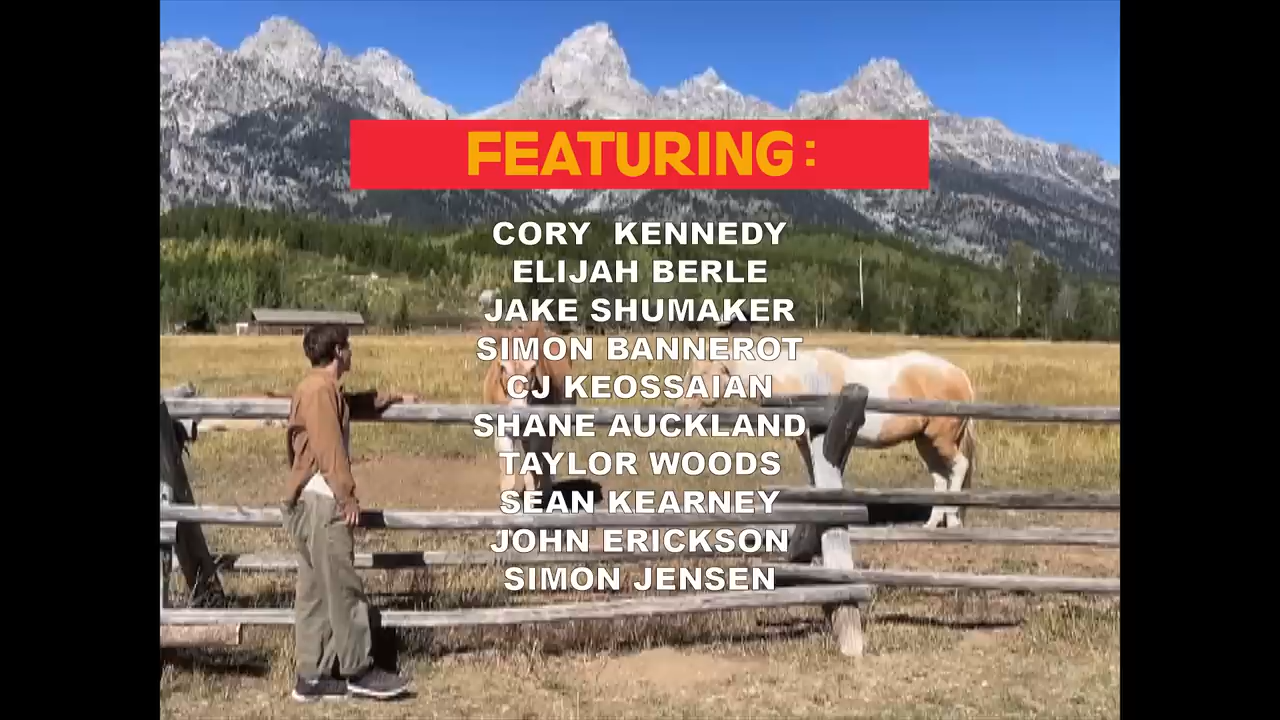 FEATURING:
CORY KENNEDY
ELIJAH BERLE
JAKE SHUMAKER
SIMON BANNEROT
CJ KEOSSAIAN
SHANE AUCKLAND
TAYLOR WOODS
SEAN KEARNEY
JOHN ERICKSON
SIMON JENSEN